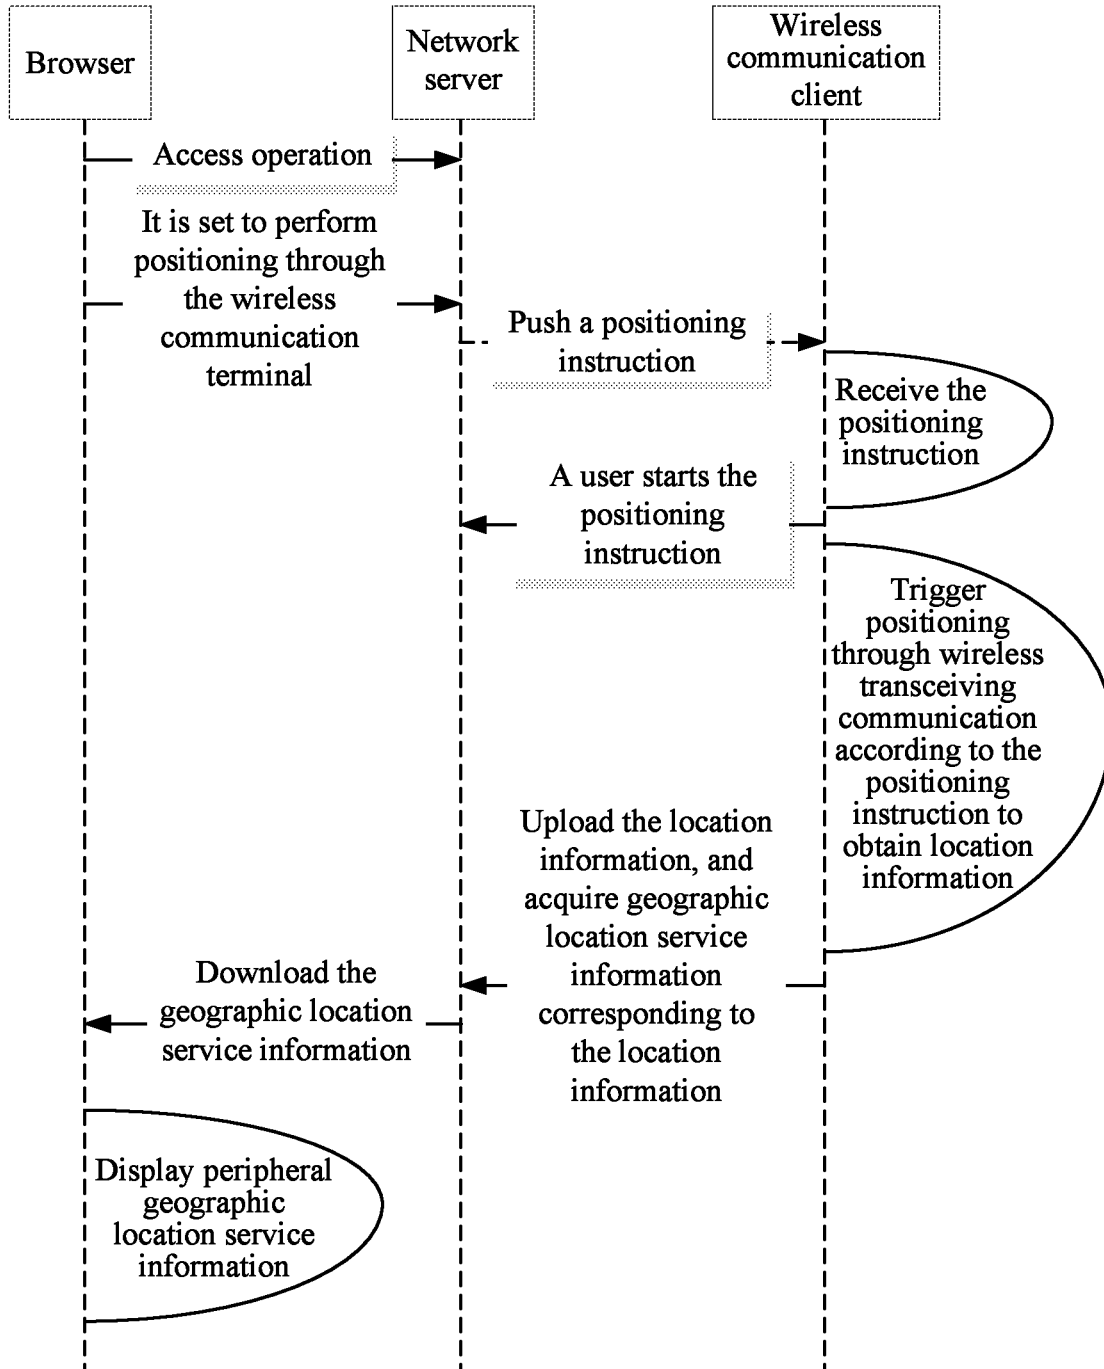 Browser
Network
server
Wireless
communication
client
Access operation
It is set to perform
positioning through
the wireless
communication
terminal
Push a positioning
instruction
Receive the
positioning
instruction
A user starts the
positioning
instruction
Trigger
positioning
through wireless
transceiving
communication
according to the
positioning
instruction to
obtain location
information
Upload the location
information, and
acquire geographic
location service
information
corresponding to
the location
information
Download the
geographic location
service information
Display peripheral
geographic
location service
information